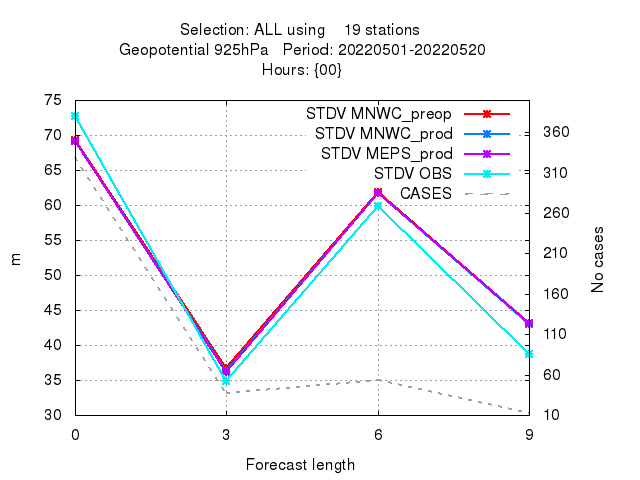 Selection: ALL using    19 stations
Geopotential 925hPa   Period: 20220501-20220520
Hours: {00}
STDV MNWC_preop
STDV MNWC_prod
STDV MEPS_prod
STDV OBS
CASES
75
70
65
60
55
50
45
40
35
30
m
360
310
260
210
160
110
60
10
No cases
0 3 6 9
Forecast length